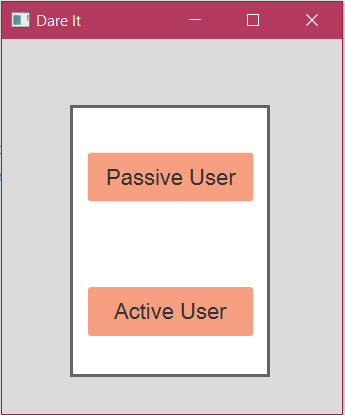 Dare It
Passive User
Active User